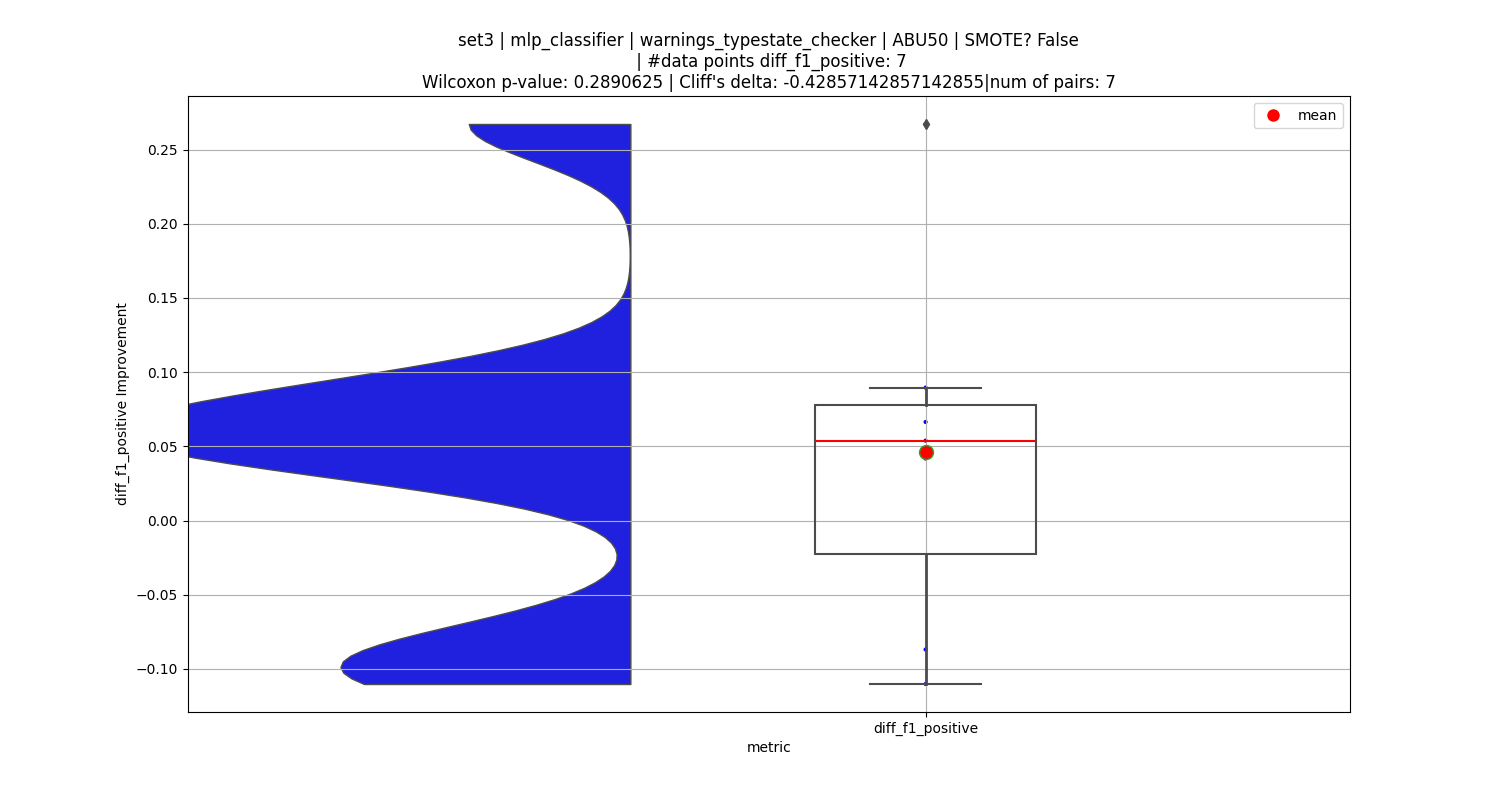 set3 | mlp_classifier | warnings_typestate_checker | ABU50 | SMOTE? False
| #data points diff_f1_positive: 7
Wilcoxon p-value: 0.2890625 | Cliff's delta: -0.42857142857142855|num of pairs: 7
mean
0.25
0.20
0.15
0.10
0.05
0.00
−0.05
−0.10
diff_f1_positive Improvement
diff_f1_positive
metric